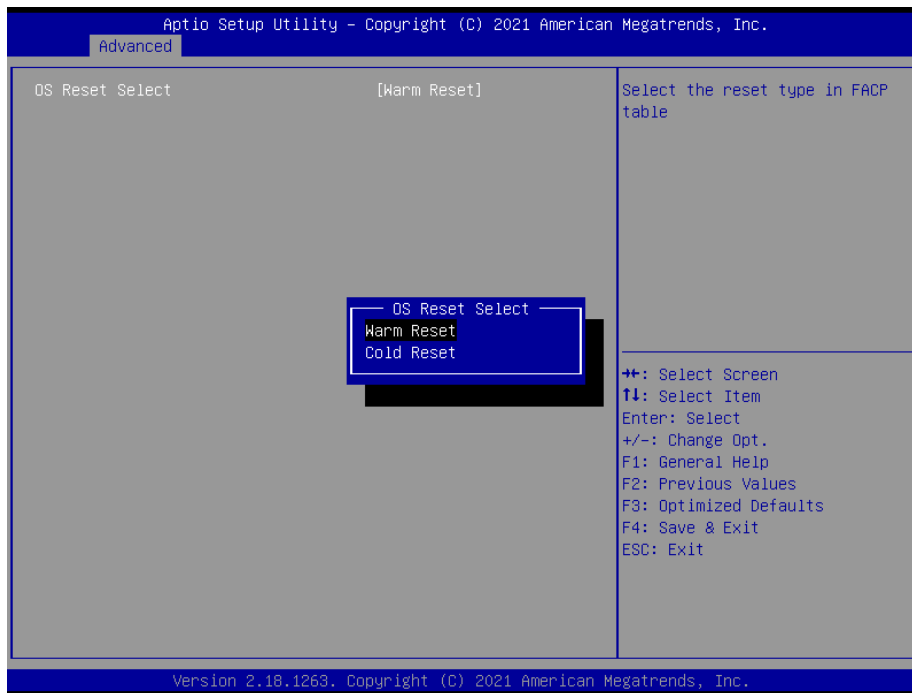 Aptio Setup Utility – Copyright (C) 2021 American Megatrends, Inc.
Advanced
OS Reset Select [Warm Reset]
Select the reset type in FACP
table
OS Reset Select
Warm Reset
Cold Reset
→←: Select Screen
↑↓: Select Item
Enter: Select
+/-: Change Opt.
F1: General Help
F2: Previous Values
F3: Optimized Defaults
F4: Save & Exit
ESC: Exit
Version 2.18.1263. Copyright (C) 2021 American Megatrends, Inc.